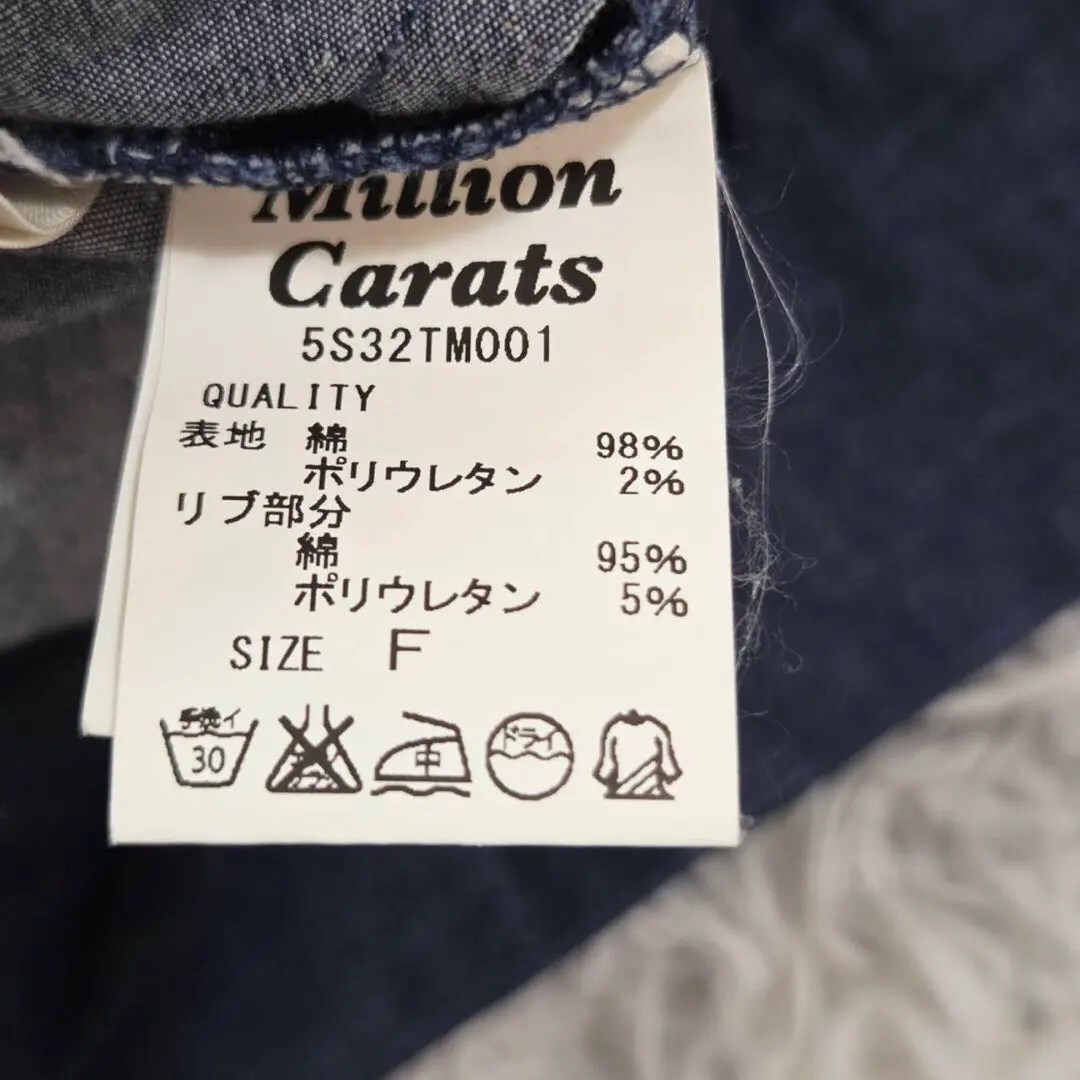 Million
Carats
5S32TM001
QUALITY
表地 綿 98%
ポリウレタン 2%
リブ部分
綿 95%
ポリウレタン 5%
SIZE F
手洗イ
30
中
ドライ